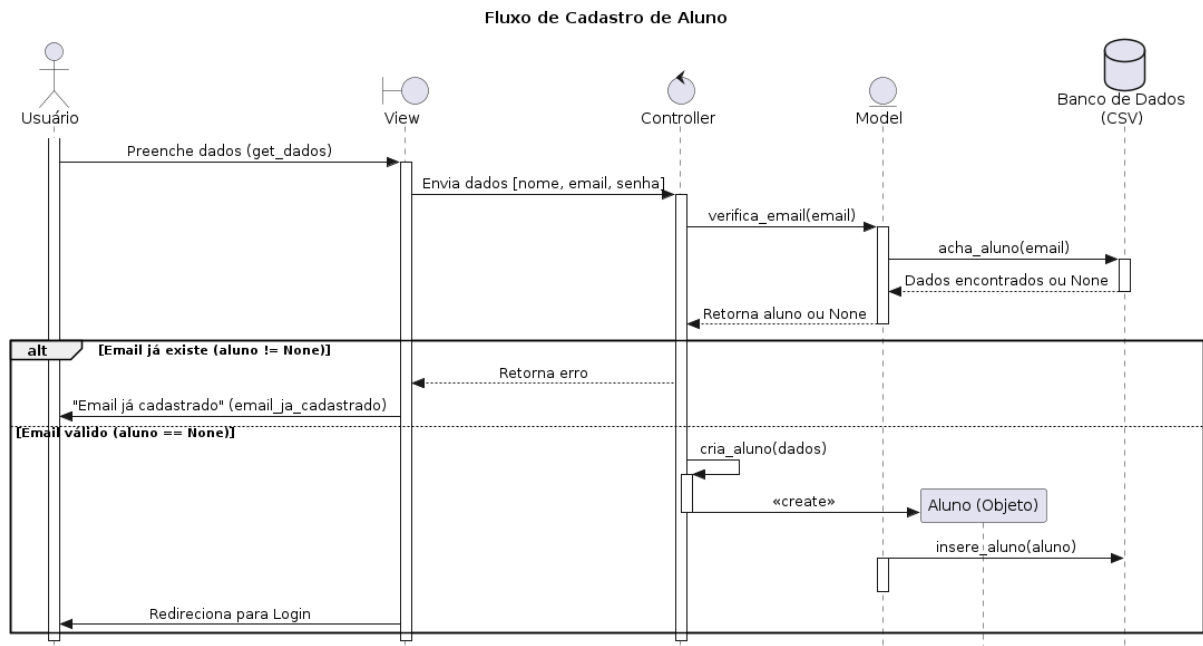 Fluxo de Cadastro de Aluno
Usuário
View
Controller
Model
Banco de Dados
(CSV)
Preenche dados (get_dados)
Envia dados [nome, email, senha]
verifica_email(email)
acha_aluno(email)
Dados encontrados ou None
Retorna aluno ou None
alt
[Email já existe (aluno != None)]
Retorna erro
"Email já cadastrado" (email_ja_cadastrado)
[Email válido (aluno == None)]
cria_aluno(dados)
«create»
Aluno (Objeto)
insere_aluno(aluno)
Redireciona para Login